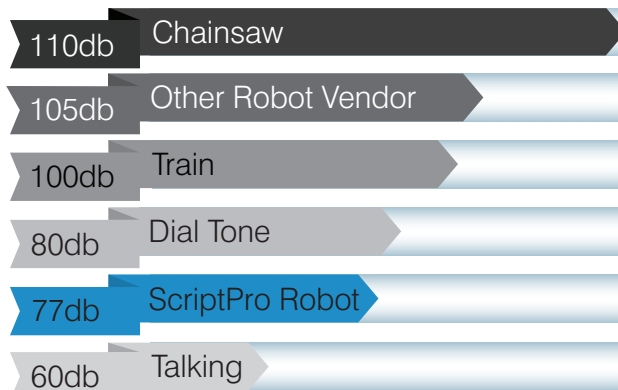 110db Chainsaw
105db Other Robot Vendor
100db Train
80db Dial Tone
77db ScriptPro Robot
60db Talking